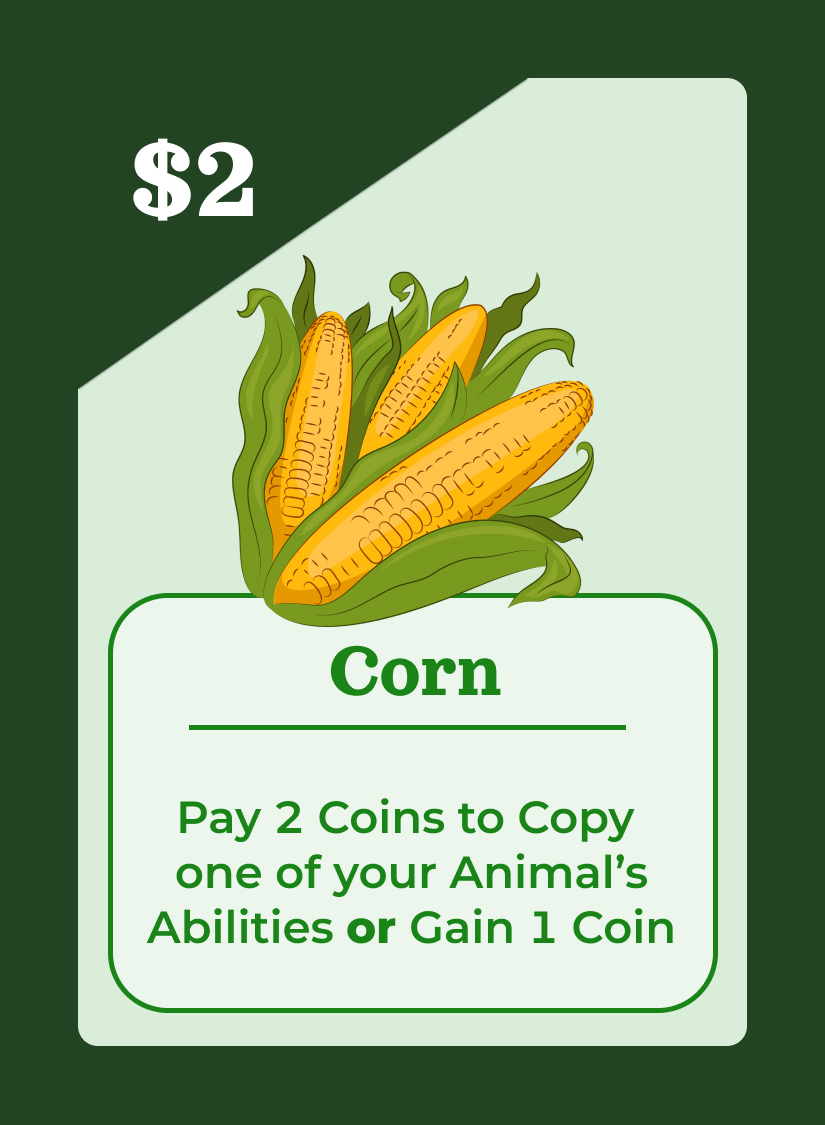 $2
Corn
Pay 2 Coins to Copy
one of your Animal’s
Abilities or Gain 1 Coin